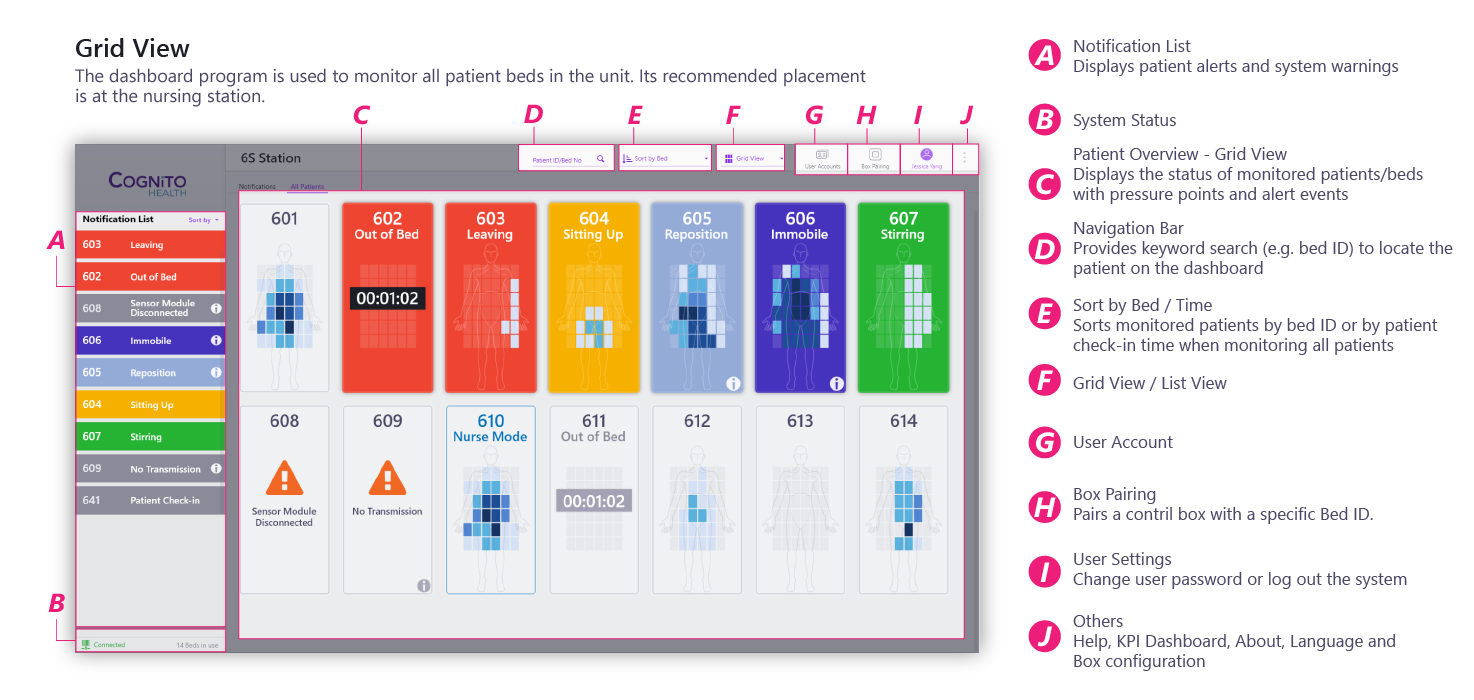 Grid View
The dashboard program is used to monitor all patient beds in the unit. Its recommended placement
is at the nursing station.
A
B
C
D
E
F
G
H
I
J
COGNiTO
HEALTH
6S Station
Patient ID/Bed No
Sort by Bed
Grid View
User Accounts
Box Pairing
Jessica Yang
Notifications
All Patients
Notification List
Sort by
603 Leaving
602 Out of Bed
608 Sensor Module
Disconnected
606 Immobile
605 Reposition
604 Sitting Up
607 Stirring
609 No Transmission
641 Patient Check-in
Connected
14 Beds in use
601
602
Out of Bed
00:01:02
603
Leaving
604
Sitting Up
605
Reposition
606
Immobile
607
Stirring
608
Sensor Module
Disconnected
609
No Transmission
610
Nurse Mode
611
Out of Bed
00:01:02
612
613
614
A
Notification List
Displays patient alerts and system warnings
B
System Status
C
Patient Overview - Grid View
Displays the status of monitored patients/beds
with pressure points and alert events
D
Navigation Bar
Provides keyword search (e.g. bed ID) to locate the
patient on the dashboard
E
Sort by Bed / Time
Sorts monitored patients by bed ID or by patient
check-in time when monitoring all patients
F
Grid View / List View
G
User Account
H
Box Pairing
Pairs a contril box with a specific Bed ID.
I
User Settings
Change user password or log out the system
J
Others
Help, KPI Dashboard, About, Language and
Box configuration